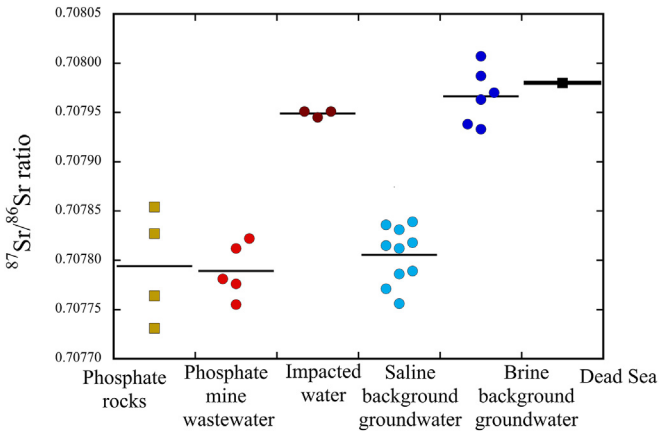 0.70805
0.70800
0.70795
0.70790
0.70785
0.70780
0.70775
0.70770
87Sr/86Sr ratio
Phosphate
rocks
Phosphate
mine
wastewater
Impacted
water
Saline
background
groundwater
Brine
background
groundwater
Dead Sea